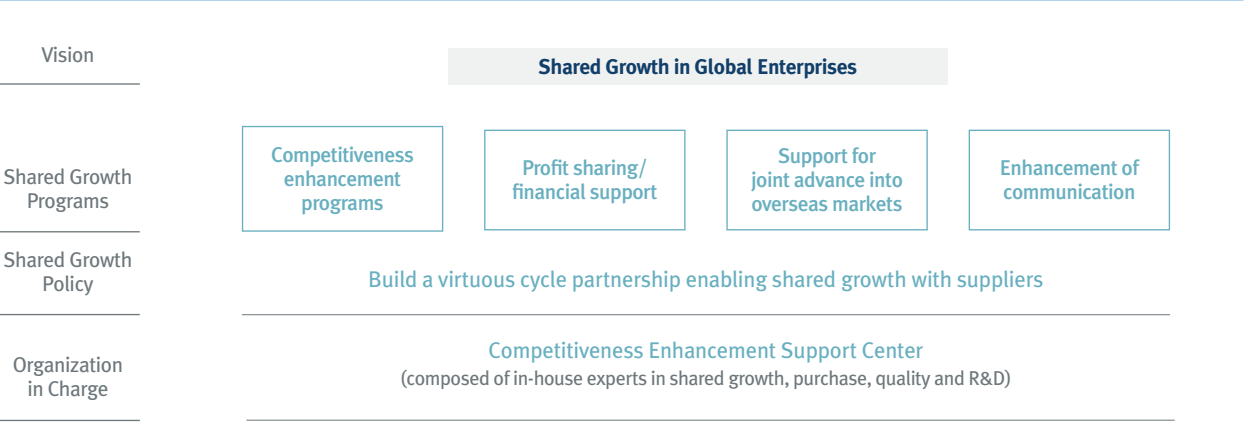 Vision
Shared Growth in Global Enterprises
Shared Growth
Programs
Competitiveness
enhancement
programs
Profit sharing/
financial support
Support for
joint advance into
overseas markets
Enhancement of
communication
Shared Growth
Policy
Build a virtuous cycle partnership enabling shared growth with suppliers
Organization
in Charge
Competitiveness Enhancement Support Center
(composed of in-house experts in shared growth, purchase, quality and R&D)